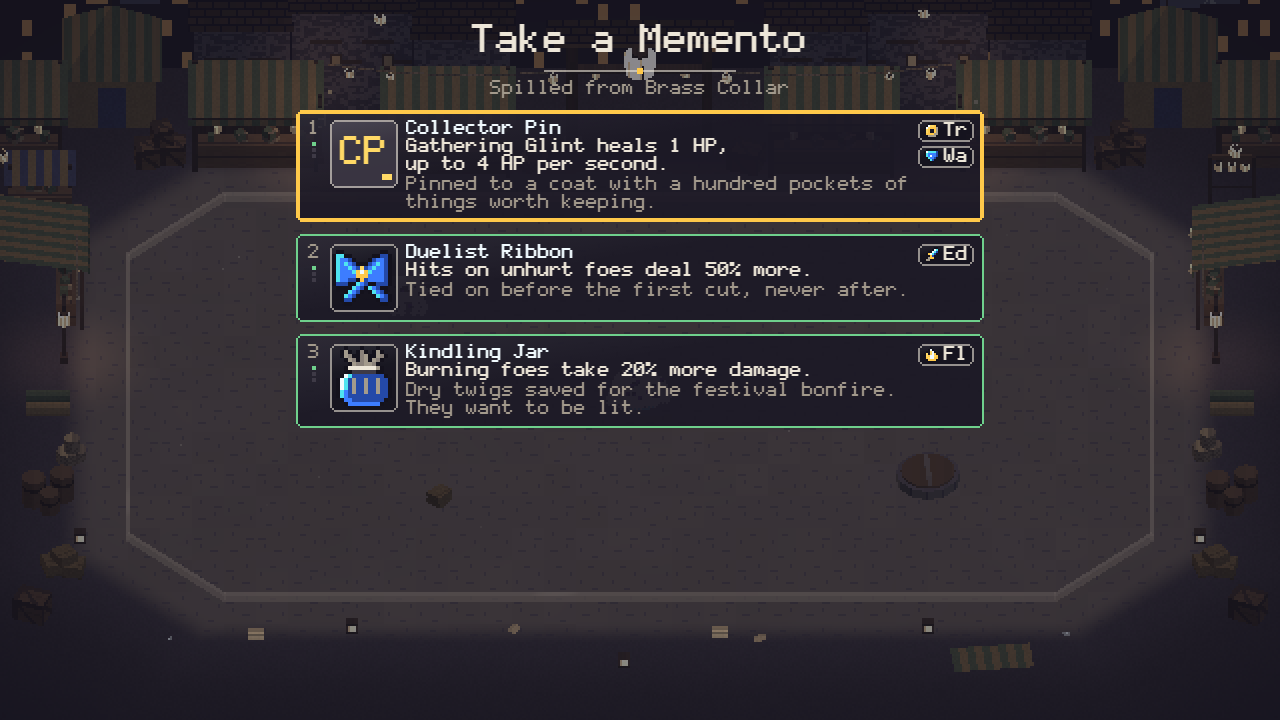 Take a Memento
Spilled from Brass Collar
1
CP
Collector Pin
Gathering Glint heals 1 HP,
up to 4 HP per second.
Pinned to a coat with a hundred pockets of
things worth keeping.
Tr
Wa
2
Duelist Ribbon
Hits on unhurt foes deal 50% more.
Tied on before the first cut, never after.
Ed
3
Kindling Jar
Burning foes take 20% more damage.
Dry twigs saved for the festival bonfire.
They want to be lit.
Fl